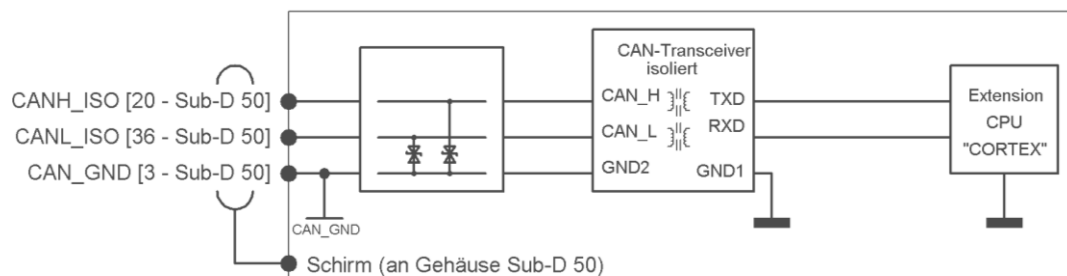 CAN-Transceiver
isoliert
CANH_ISO [20 - Sub-D 50]
CAN_H
TXD
CANL_ISO [36 - Sub-D 50]
CAN_L
RXD
CAN_GND [3 - Sub-D 50]
GND2
GND1
Extension
CPU
"CORTEX"
CAN_GND
Schirm (an Gehäuse Sub-D 50)